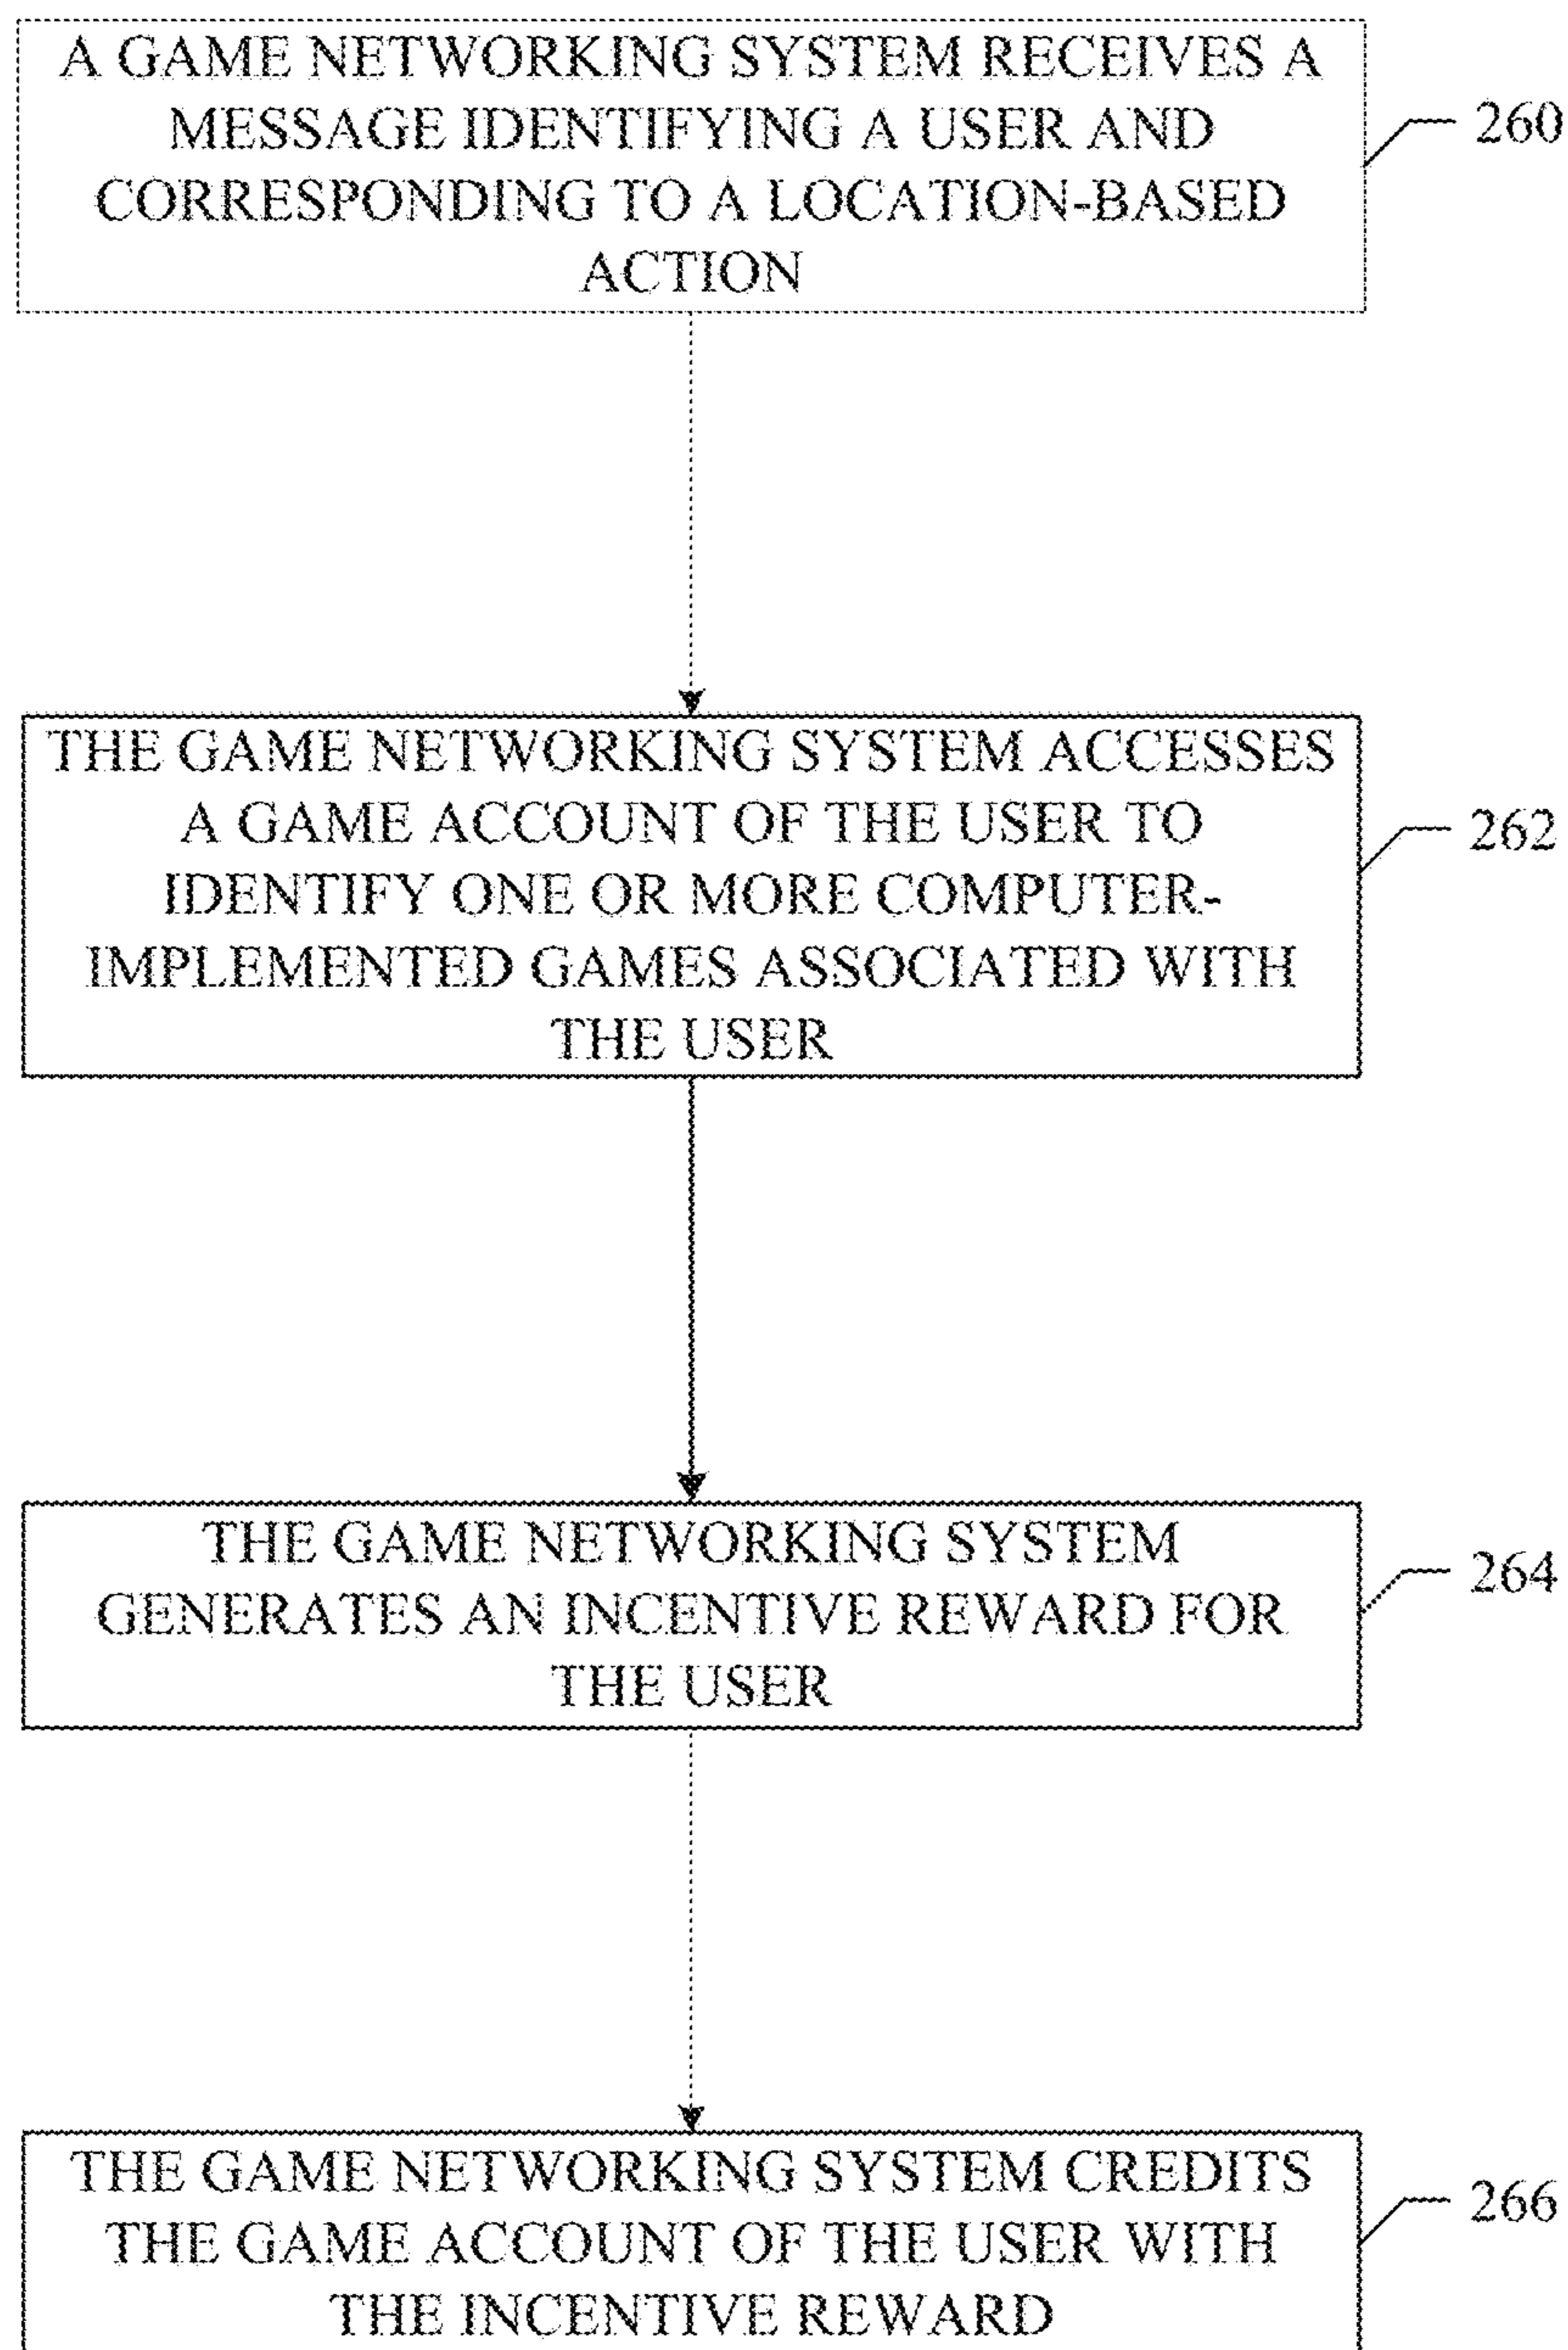 A GAME NETWORKING SYSTEM RECEIVES A
MESSAGE IDENTIFYING A USER AND
CORRESPONDING TO A LOCATION-BASED
ACTION
260
THE GAME NETWORKING SYSTEM ACCESSES
A GAME ACCOUNT OF THE USER TO
IDENTIFY ONE OR MORE COMPUTER-
IMPLEMENTED GAMES ASSOCIATED WITH
THE USER
262
THE GAME NETWORKING SYSTEM
GENERATES AN INCENTIVE REWARD FOR
THE USER
264
THE GAME NETWORKING SYSTEM CREDITS
THE GAME ACCOUNT OF THE USER WITH
THE INCENTIVE REWARD
266